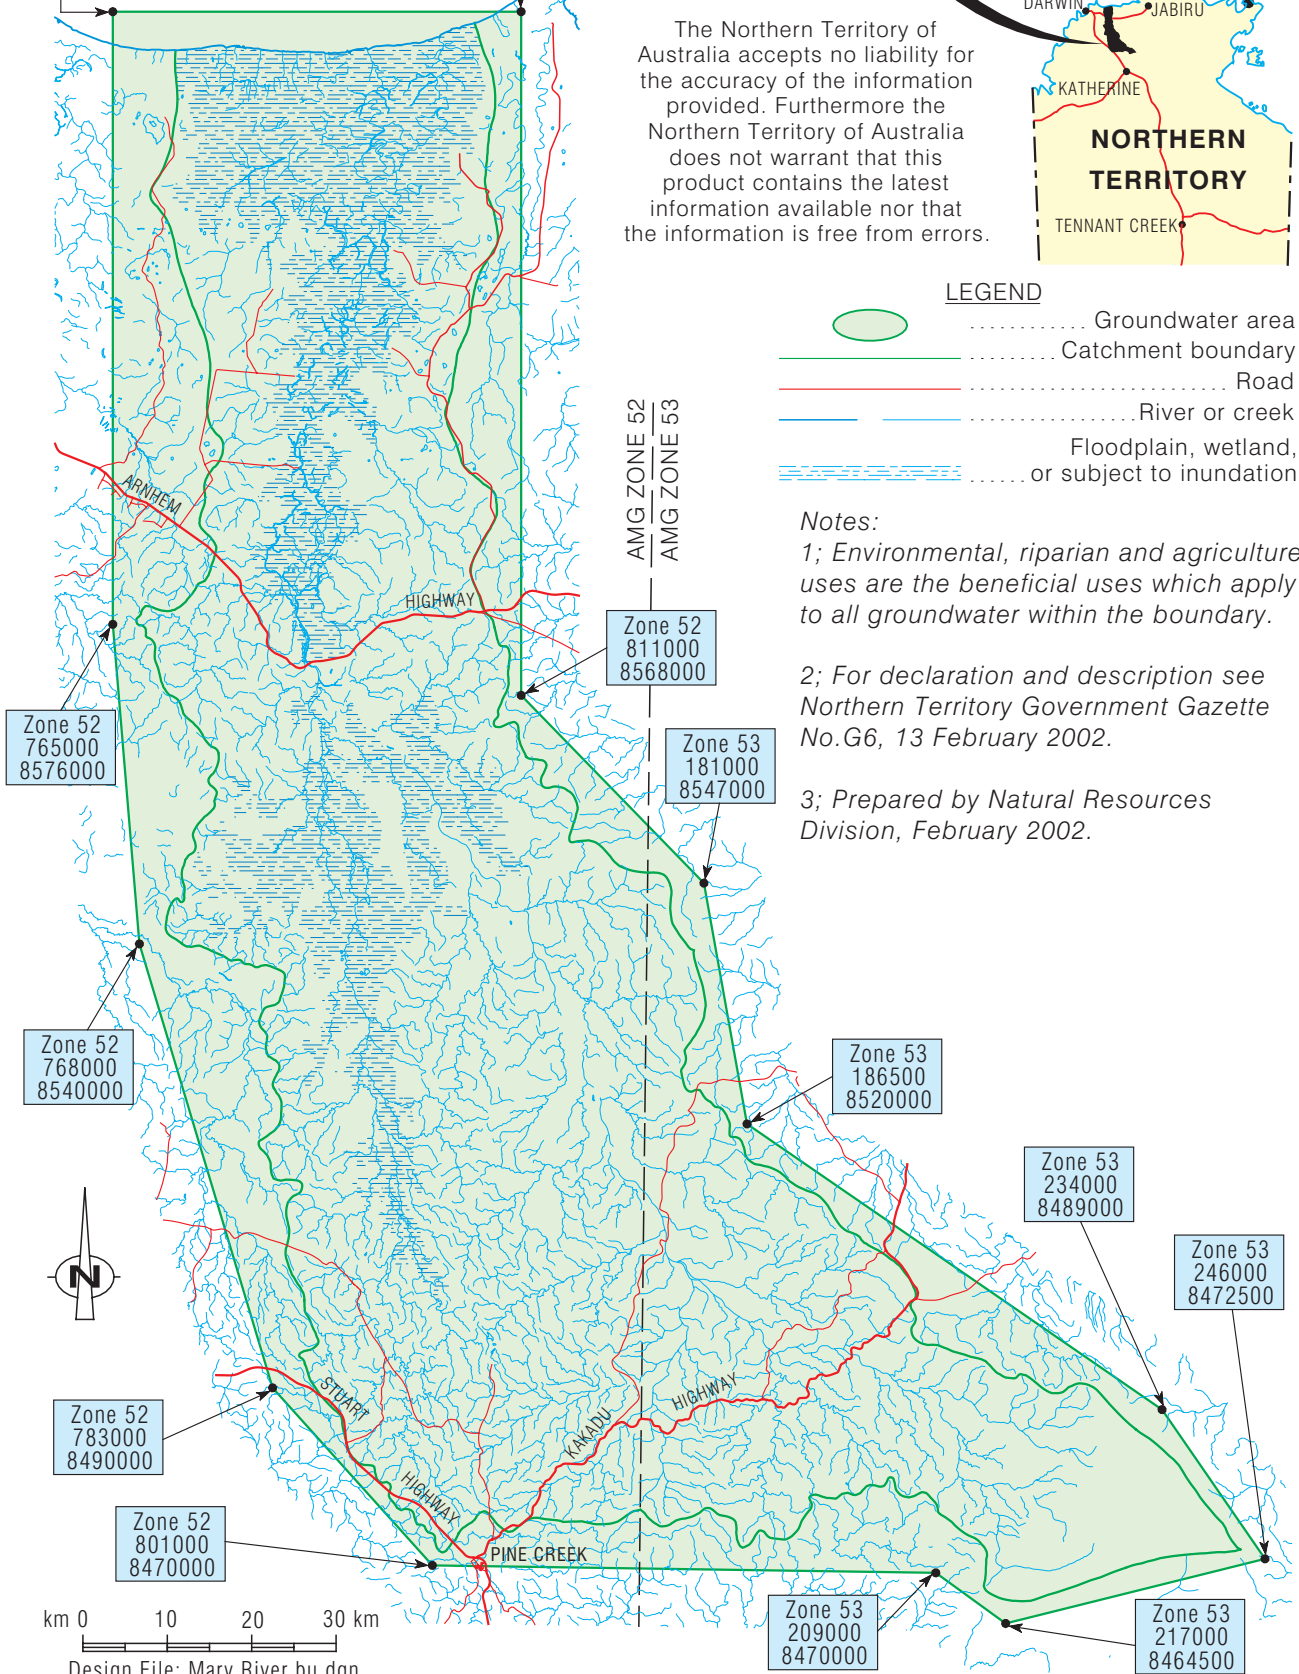 The Northern Territory of
Australia accepts no liability for
the accuracy of the information
provided. Furthermore the
Northern Territory of Australia
does not warrant that this
product contains the latest
information available nor that
the information is free from errors.
DARWIN
JABIRU
KATHERINE
NORTHERN
TERRITORY
TENNANT CREEK
LEGEND
............ Groundwater area
......... Catchment boundary
........................... Road
.................River or creek
Floodplain, wetland,
...... or subject to inundation
AMG ZONE 52
AMG ZONE 53
Notes:
1; Environmental, riparian and agriculture
uses are the beneficial uses which apply
to all groundwater within the boundary.
2; For declaration and description see
Northern Territory Government Gazette
No.G6, 13 February 2002.
3; Prepared by Natural Resources
Division, February 2002.
ARNHEM
HIGHWAY
Zone 52
811000
8568000
Zone 52
765000
8576000
Zone 53
181000
8547000
Zone 52
768000
8540000
Zone 53
186500
8520000
Zone 53
234000
8489000
Zone 53
246000
8472500
N
STUART
HIGHWAY
KAKADU
HIGHWAY
Zone 52
783000
8490000
Zone 52
801000
8470000
PINE CREEK
Zone 53
209000
8470000
Zone 53
217000
8464500
km 0 10 20 30 km
Design File: Mary River bu.dgn